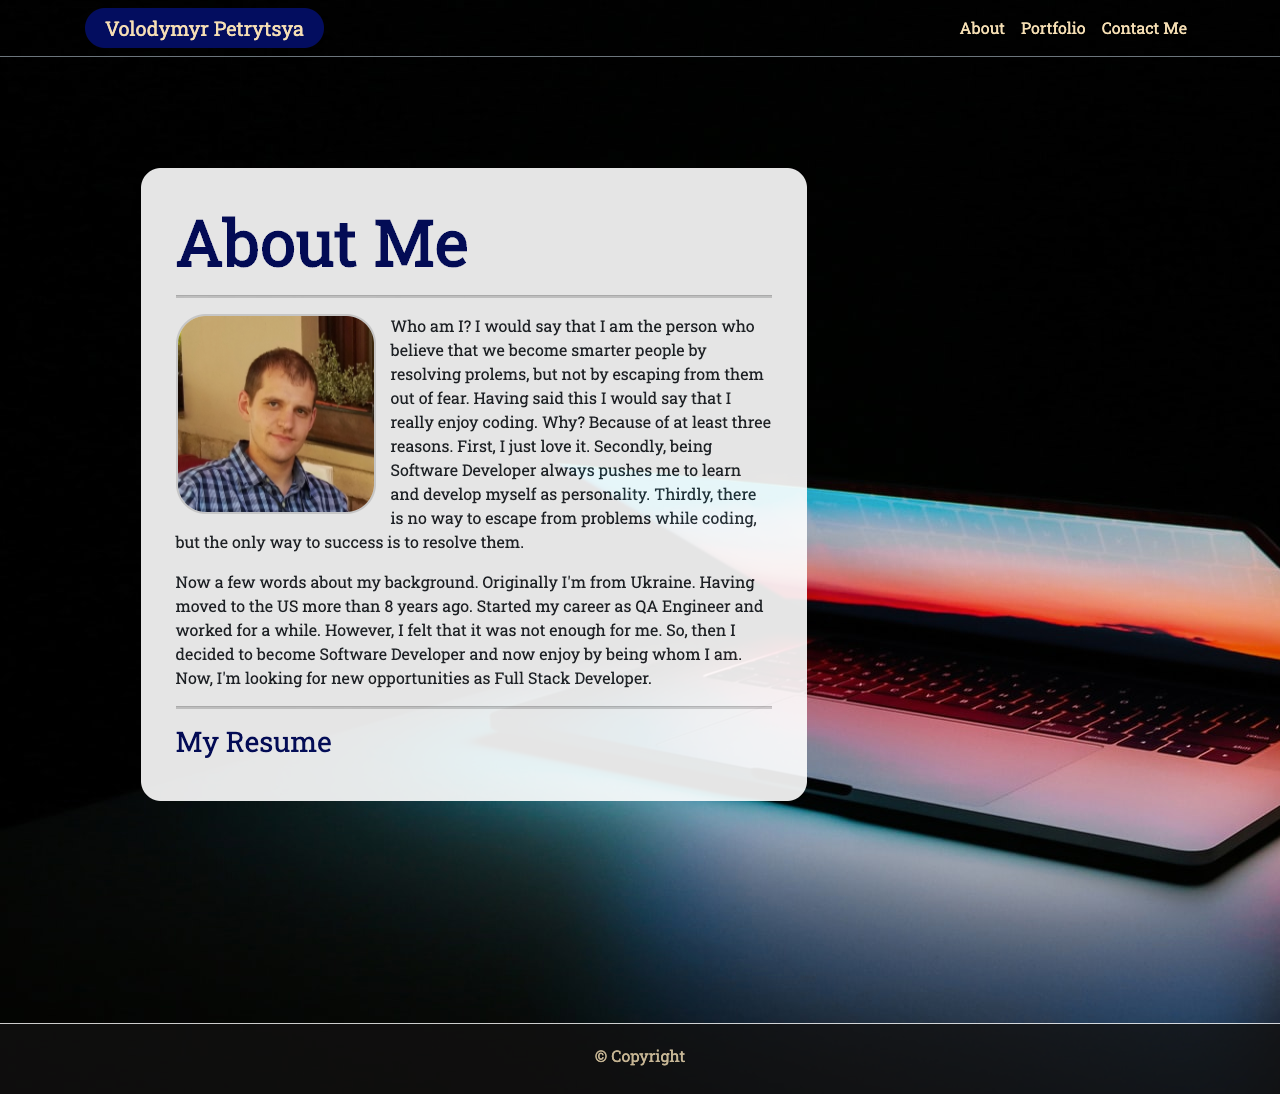 Volodymyr Petrytsya
About Portfolio Contact Me
About Me
Who am I? I would say that I am the person who
believe that we become smarter people by
resolving prolems, but not by escaping from them
out of fear. Having said this I would say that I
really enjoy coding. Why? Because of at least three
reasons. First, I just love it. Secondly, being
Software Developer always pushes me to learn
and develop myself as personality. Thirdly, there
is no way to escape from problems while coding,
but the only way to success is to resolve them.
Now a few words about my background. Originally I'm from Ukraine. Having
moved to the US more than 8 years ago. Started my career as QA Engineer and
worked for a while. However, I felt that it was not enough for me. So, then I
decided to become Software Developer and now enjoy by being whom I am.
Now, I'm looking for new opportunities as Full Stack Developer.
My Resume
© Copyright